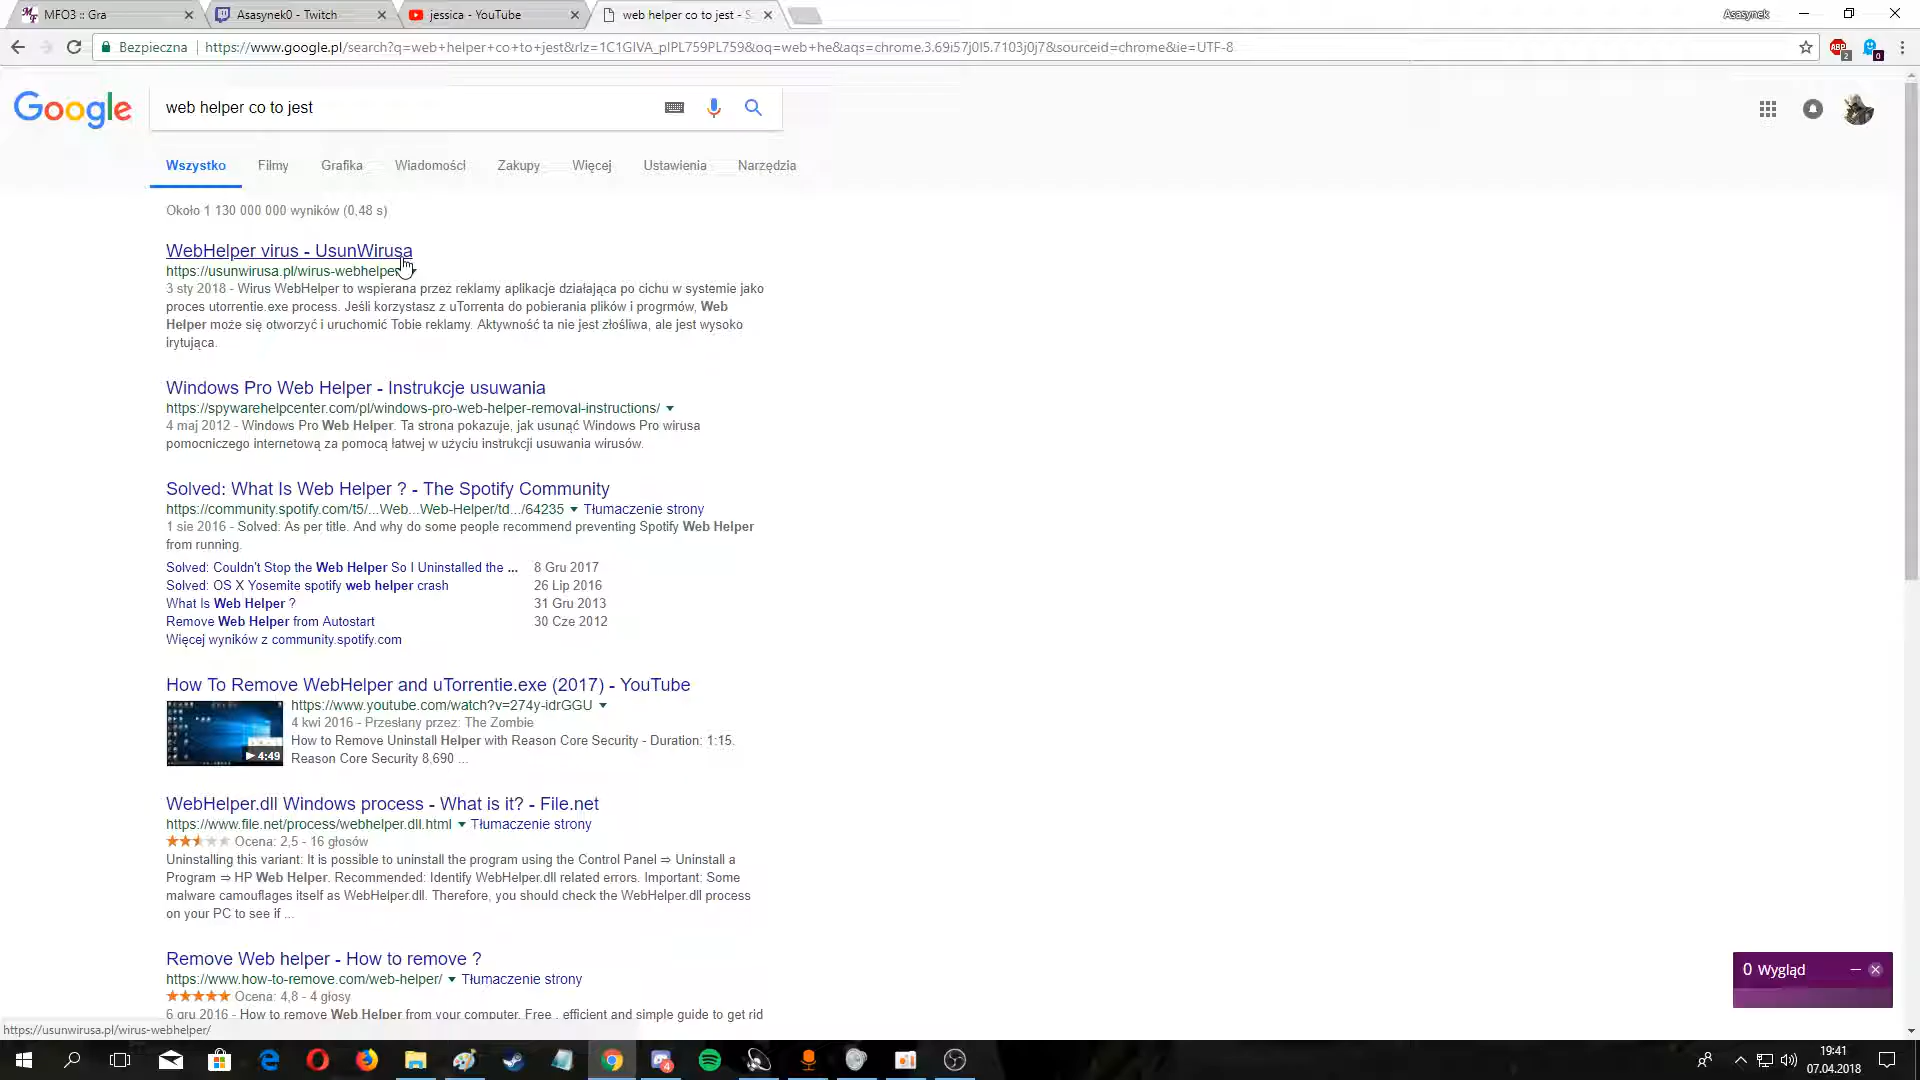 MFO3 :: Gra
Asasynek0 - Twitch
jessica - YouTube
web helper co to jest - S
Asasynek
Bezpieczna
https://www.google.pl/search?q=web+helper+co+to+jest&rlz=1C1GIVA_plPL759PL759&oq=web+he&aqs=chrome.3.69i57j0l5.7103j0j7&sourceid=chrome&ie=UTF-8
ABP
2
0
Google
web helper co to jest
Wszystko Filmy Grafika Wiadomości Zakupy Więcej Ustawienia Narzędzia
Około 1 130 000 000 wyników (0,48 s)
WebHelper virus - UsunWirusa
https://usunwirusa.pl/wirus-webhelper
3 sty 2018 - Wirus WebHelper to wspierana przez reklamy aplikacje działająca po cichu w systemie jako
proces utorrentie.exe process. Jeśli korzystasz z uTorrenta do pobierania plików i progrmów, Web
Helper może się otworzyć i uruchomić Tobie reklamy. Aktywność ta nie jest złośliwa, ale jest wysoko
irytująca.
Windows Pro Web Helper - Instrukcje usuwania
https://spywarehelpcenter.com/pl/windows-pro-web-helper-removal-instructions/
4 maj 2012 - Windows Pro Web Helper. Ta strona pokazuje, jak usunąć Windows Pro wirusa
pomocniczego internetową za pomocą łatwej w użyciu instrukcji usuwania wirusów.
Solved: What Is Web Helper ? - The Spotify Community
https://community.spotify.com/t5/...Web...Web-Helper/td.../64235 Tłumaczenie strony
1 sie 2016 - Solved: As per title. And why do some people recommend preventing Spotify Web Helper
from running.
Solved: Couldn't Stop the Web Helper So I Uninstalled the ... 8 Gru 2017
Solved: OS X Yosemite spotify web helper crash 26 Lip 2016
What Is Web Helper ? 31 Gru 2013
Remove Web Helper from Autostart 30 Cze 2012
Więcej wyników z community.spotify.com
How To Remove WebHelper and uTorrentie.exe (2017) - YouTube
https://www.youtube.com/watch?v=274y-idrGGU
4 kwi 2016 - Przesłany przez: The Zombie
How to Remove Uninstall Helper with Reason Core Security - Duration: 1:15.
Reason Core Security 8,690 ...
4:49
WebHelper.dll Windows process - What is it? - File.net
https://www.file.net/process/webhelper.dll.html Tłumaczenie strony
Ocena: 2,5 - 16 głosów
Uninstalling this variant: It is possible to uninstall the program using the Control Panel ⇒ Uninstall a
Program ⇒ HP Web Helper. Recommended: Identify WebHelper.dll related errors. Important: Some
malware camouflages itself as WebHelper.dll. Therefore, you should check the WebHelper.dll process
on your PC to see if ...
Remove Web helper - How to remove ?
https://www.how-to-remove.com/web-helper/ Tłumaczenie strony
Ocena: 4,8 - 4 głosy
6 gru 2016 - How to remove Web Helper from your computer. Free , efficient and simple guide to get rid
0 Wygląd
https://usunwirusa.pl/wirus-webhelper/
4
19:41
07.04.2018